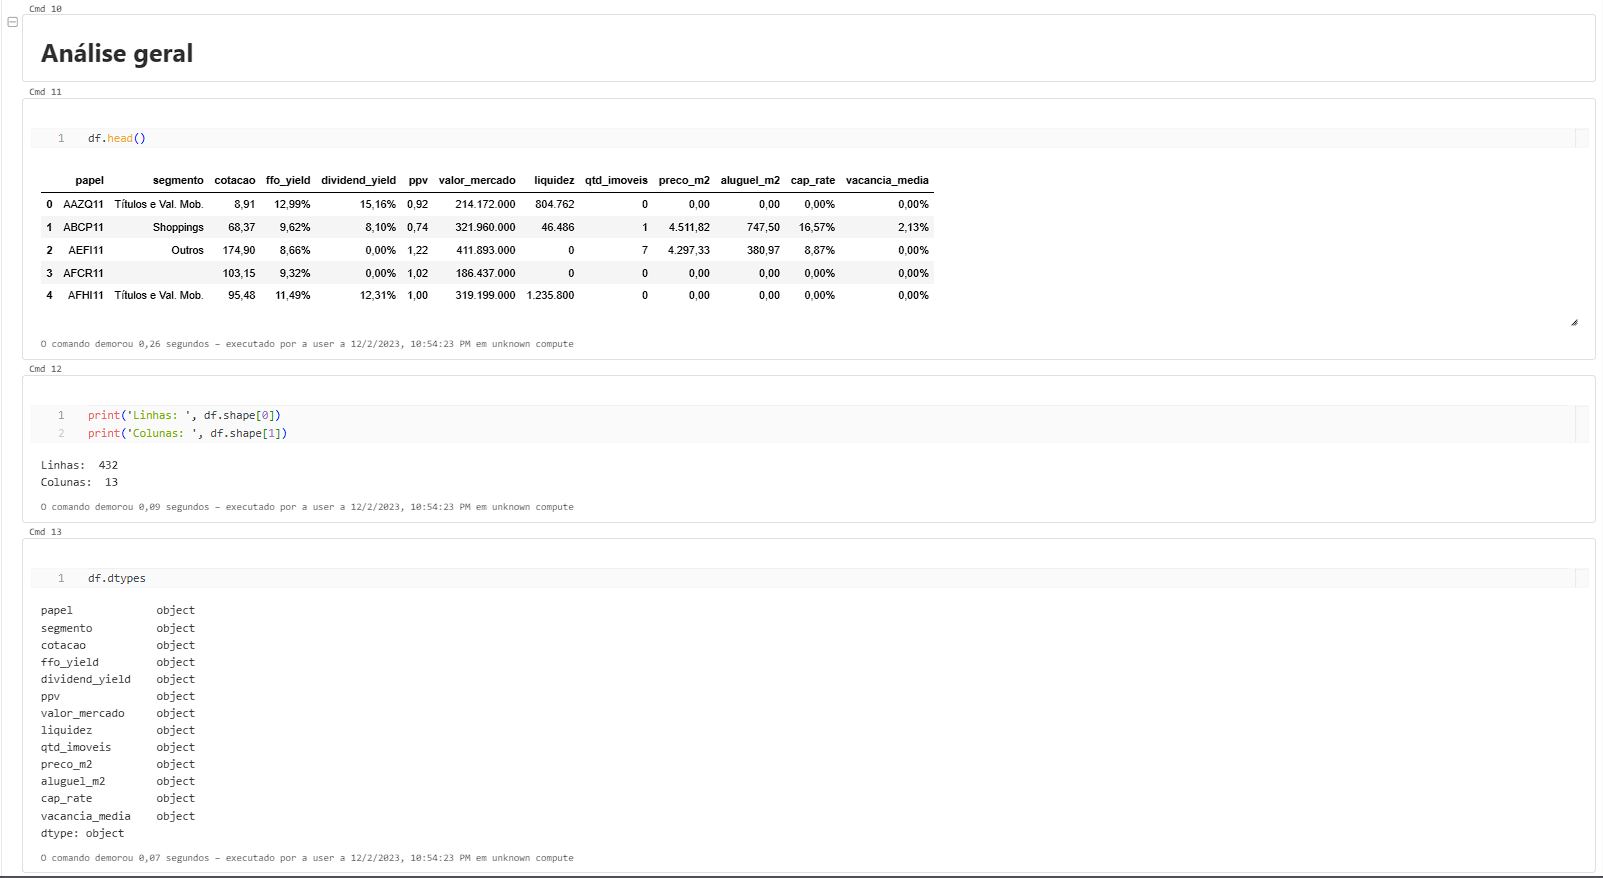 Cmd 10
Análise geral
Cmd 11
1 df.head()
papel segmento cotacao ffo_yield dividend_yield ppv valor_mercado liquidez qtd_imoveis preco_m2 aluguel_m2 cap_rate vacancia_media
0 AAZQ11 Títulos e Val. Mob. 8,91 12,99% 15,16% 0,92 214.172.000 804.762 0 0,00 0,00 0,00% 0,00%
1 ABCP11 Shoppings 68,37 9,62% 8,10% 0,74 321.960.000 46.486 1 4.511,82 747,50 16,57% 2,13%
2 AEFI11 Outros 174,90 8,66% 0,00% 1,22 411.893.000 0 7 4.297,33 380,97 8,87% 0,00%
3 AFCR11 103,15 9,32% 0,00% 1,02 186.437.000 0 0 0,00 0,00 0,00% 0,00%
4 AFHI11 Títulos e Val. Mob. 95,48 11,49% 12,31% 1,00 319.199.000 1.235.800 0 0,00 0,00 0,00% 0,00%
O comando demorou 0,26 segundos – executado por a user a 12/2/2023, 10:54:23 PM em unknown compute
Cmd 12
1 print('Linhas: ', df.shape[0])
2 print('Colunas: ', df.shape[1])
Linhas:  432
Colunas:  13
O comando demorou 0,09 segundos – executado por a user a 12/2/2023, 10:54:23 PM em unknown compute
Cmd 13
1 df.dtypes
papel object
segmento object
cotacao object
ffo_yield object
dividend_yield object
ppv object
valor_mercado object
liquidez object
qtd_imoveis object
preco_m2 object
aluguel_m2 object
cap_rate object
vacancia_media object
dtype: object
O comando demorou 0,07 segundos – executado por a user a 12/2/2023, 10:54:23 PM em unknown compute